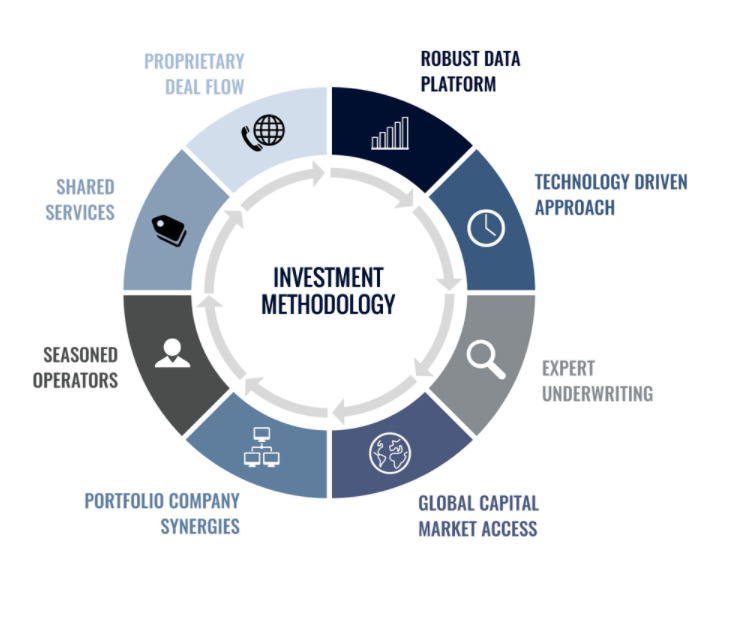 PROPRIETARY
DEAL FLOW
ROBUST DATA
PLATFORM
TECHNOLOGY DRIVEN
APPROACH
SHARED
SERVICES
INVESTMENT
METHODOLOGY
SEASONED
OPERATORS
EXPERT
UNDERWRITING
PORTFOLIO COMPANY
SYNERGIES
GLOBAL CAPITAL
MARKET ACCESS